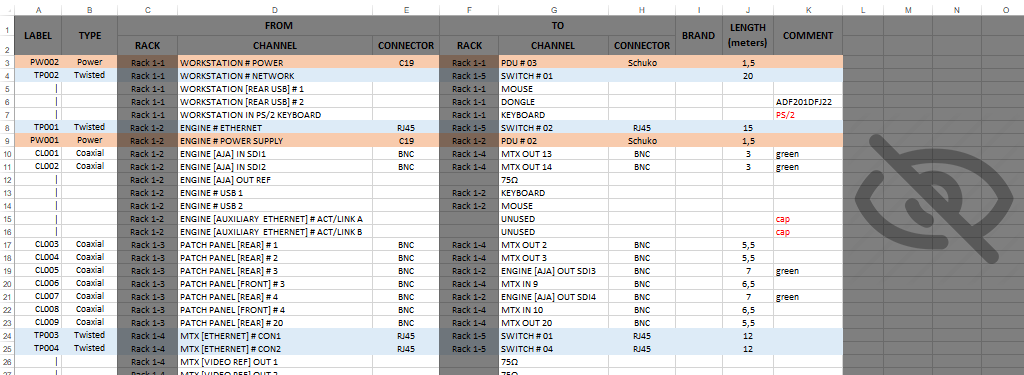 A B C D E F G H I J K L M N O
1 LABEL TYPE FROM TO BRAND LENGTH (meters) COMMENT
2 RACK CHANNEL CONNECTOR RACK CHANNEL CONNECTOR
3 PW002 Power Rack 1-1 WORKSTATION # POWER C19 Rack 1-1 PDU # 03 Schuko 1,5
4 TP002 Twisted Rack 1-1 WORKSTATION # NETWORK Rack 1-5 SWITCH # 01 20
5 | Rack 1-1 WORKSTATION [REAR USB] # 1 Rack 1-1 MOUSE
6 | Rack 1-1 WORKSTATION [REAR USB] # 2 Rack 1-1 DONGLE ADF201DFJ22
7 | Rack 1-1 WORKSTATION IN PS/2 KEYBOARD Rack 1-1 KEYBOARD PS/2
8 TP001 Twisted Rack 1-2 ENGINE # ETHERNET RJ45 Rack 1-5 SWITCH # 02 RJ45 15
9 PW001 Power Rack 1-2 ENGINE # POWER SUPPLY C19 Rack 1-2 PDU # 02 Schuko 1,5
10 CL001 Coaxial Rack 1-2 ENGINE [AJA] IN SDI1 BNC Rack 1-4 MTX OUT 13 BNC 3 green
11 CL002 Coaxial Rack 1-2 ENGINE [AJA] IN SDI2 BNC Rack 1-4 MTX OUT 14 BNC 3 green
12 | Rack 1-2 ENGINE [AJA] OUT REF 75Ω
13 | Rack 1-2 ENGINE # USB 1 Rack 1-2 KEYBOARD
14 | Rack 1-2 ENGINE # USB 2 Rack 1-2 MOUSE
15 | Rack 1-2 ENGINE [AUXILIARY ETHERNET] # ACT/LINK A UNUSED cap
16 | Rack 1-2 ENGINE [AUXILIARY ETHERNET] # ACT/LINK B UNUSED cap
17 CL003 Coaxial Rack 1-3 PATCH PANEL [REAR] # 1 BNC Rack 1-4 MTX OUT 2 BNC 5,5
18 CL004 Coaxial Rack 1-3 PATCH PANEL [REAR] # 2 BNC Rack 1-4 MTX OUT 3 BNC 5,5
19 CL005 Coaxial Rack 1-3 PATCH PANEL [REAR] # 3 BNC Rack 1-2 ENGINE [AJA] OUT SDI3 BNC 7 green
20 CL006 Coaxial Rack 1-3 PATCH PANEL [FRONT] # 3 BNC Rack 1-4 MTX IN 9 BNC 6,5
21 CL007 Coaxial Rack 1-3 PATCH PANEL [REAR] # 4 BNC Rack 1-2 ENGINE [AJA] OUT SDI4 BNC 7 green
22 CL008 Coaxial Rack 1-3 PATCH PANEL [FRONT] # 4 BNC Rack 1-4 MTX IN 10 BNC 6,5
23 CL009 Coaxial Rack 1-3 PATCH PANEL [REAR] # 20 BNC Rack 1-4 MTX OUT 20 BNC 5,5
24 TP003 Twisted Rack 1-4 MTX [ETHERNET] # CON1 RJ45 Rack 1-5 SWITCH # 01 RJ45 12
25 TP004 Twisted Rack 1-4 MTX [ETHERNET] # CON2 RJ45 Rack 1-5 SWITCH # 04 RJ45 12
26 | Rack 1-4 MTX [VIDEO REF] OUT 1 75Ω
27 Rack 1-4 MTX [VIDEO REF] OUT 2 75Ω